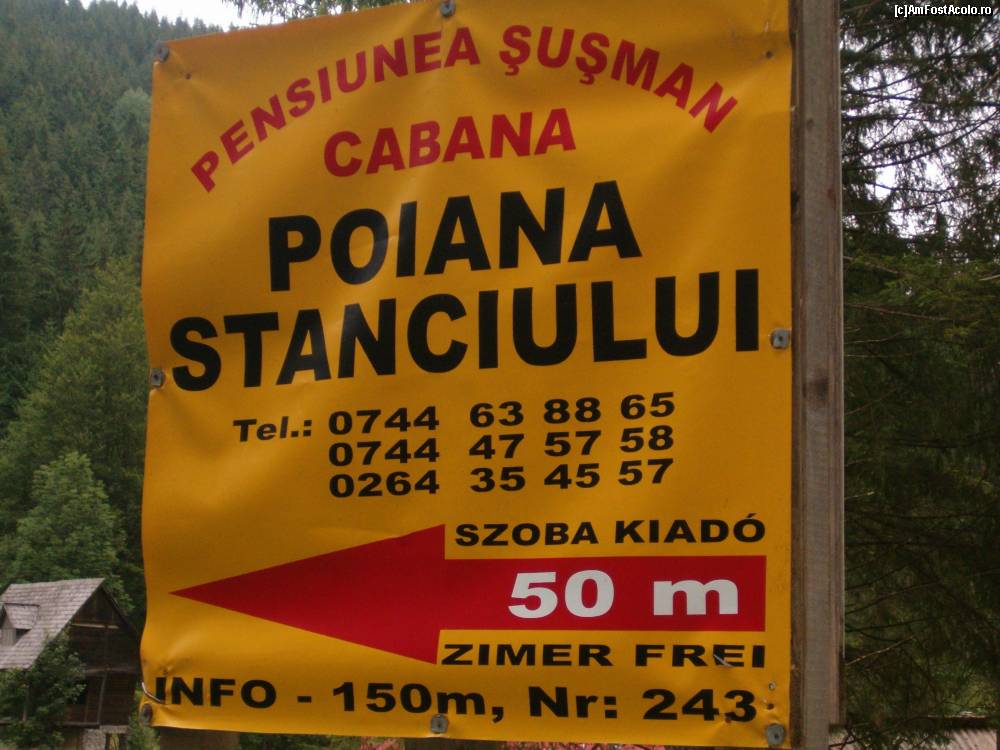 [c]AmFostAcolo.ro
PENSIUNEA ŞUŞMAN
CABANA
POIANA
STANCIULUI
Tel.: 0744 63 88 65
0744 47 57 58
0264 35 45 57
SZOBA KIADÓ
50 m
ZIMER FREI
INFO - 150m, Nr: 243